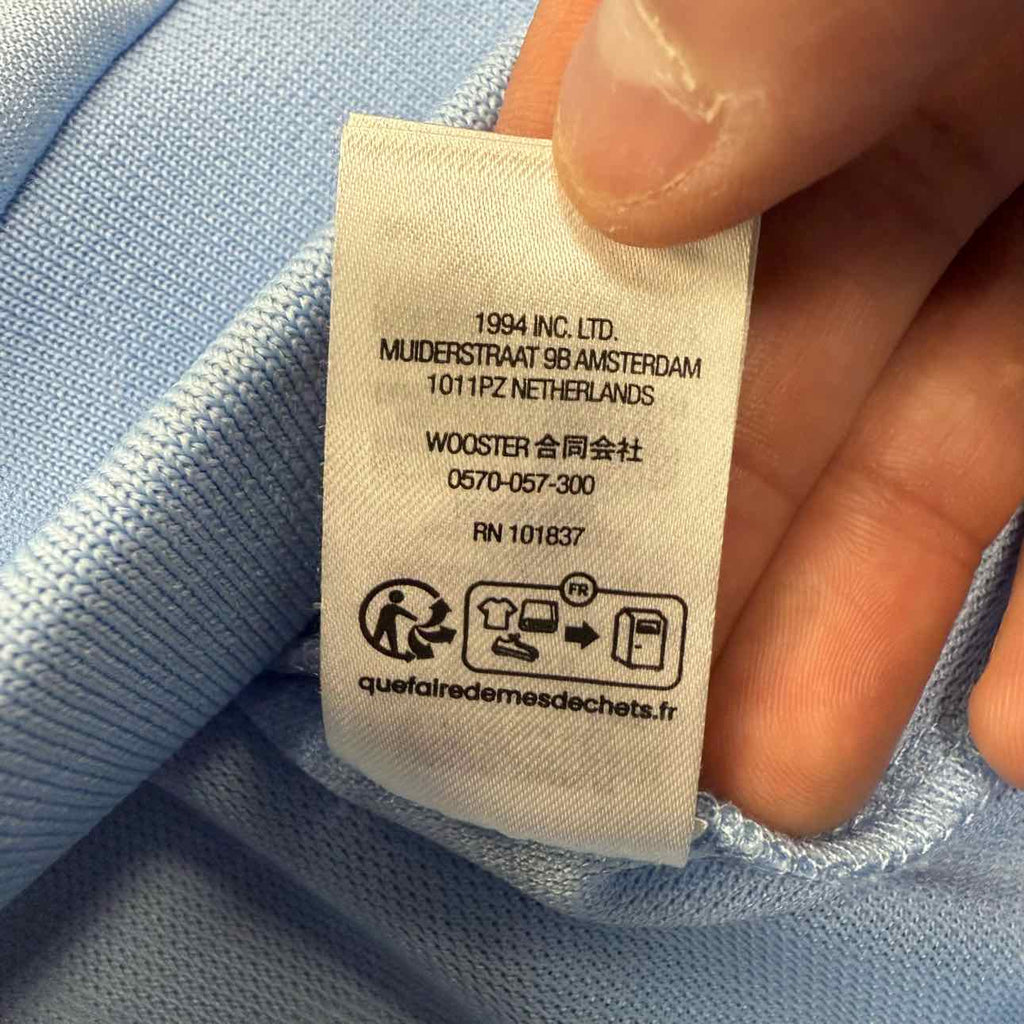 1994 INC. LTD.
MUIDERSTRAAT 9B AMSTERDAM
1011PZ NETHERLANDS
WOOSTER 合同会社
0570-057-300
RN 101837
FR
quefairedemesdechets.fr